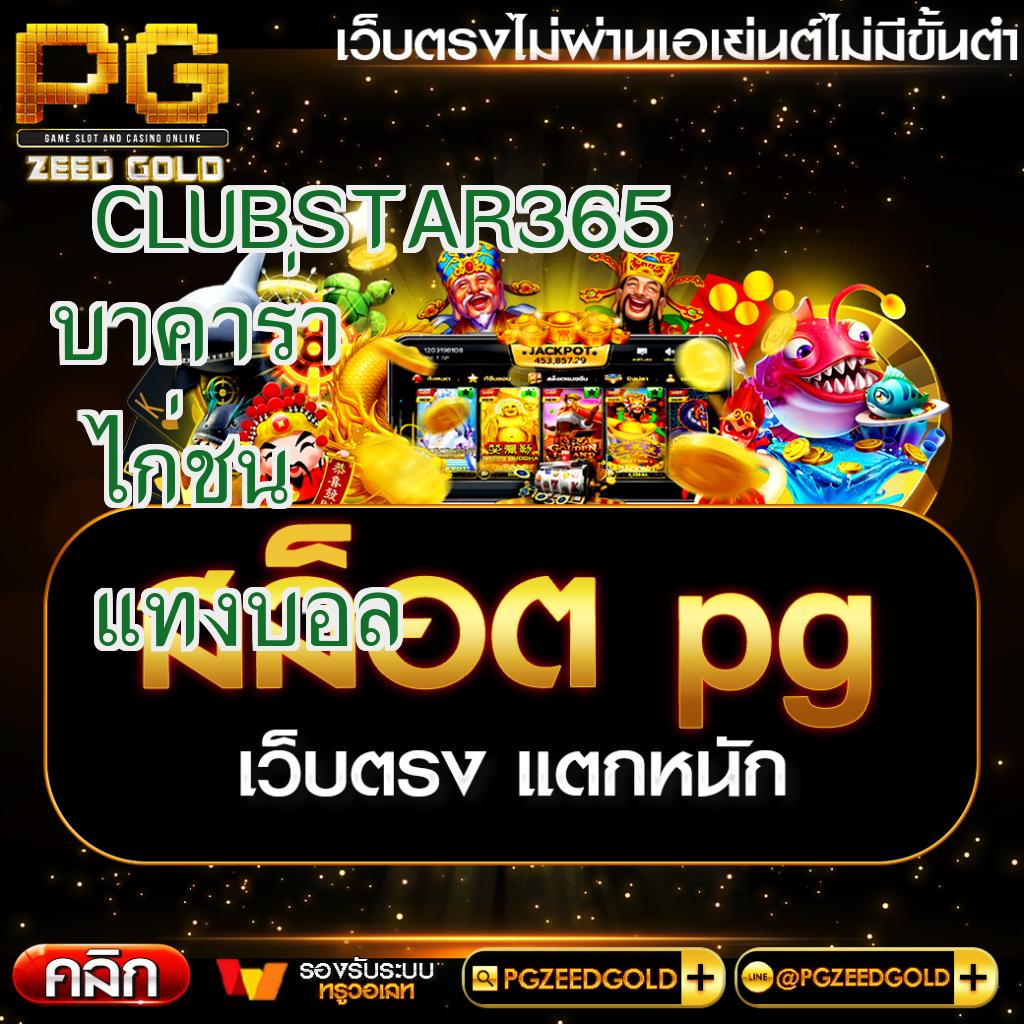 เว็บตรงไม่ผ่านเอเย่นต์ไม่มีขั้นต่ำ
PG
GAME SLOT AND CASINO ONLINE
ZEED GOLD
CLUBSTAR365
บาคาร่า
ไก่ชน
แทงบอล
JACKPOT
453,857.29
สล็อต pg
เว็บตรง แตกหนัก
คลิก
รองรับระบบ
ทรูวอเลท
PGZEEDGOLD
LINE @PGZEEDGOLD